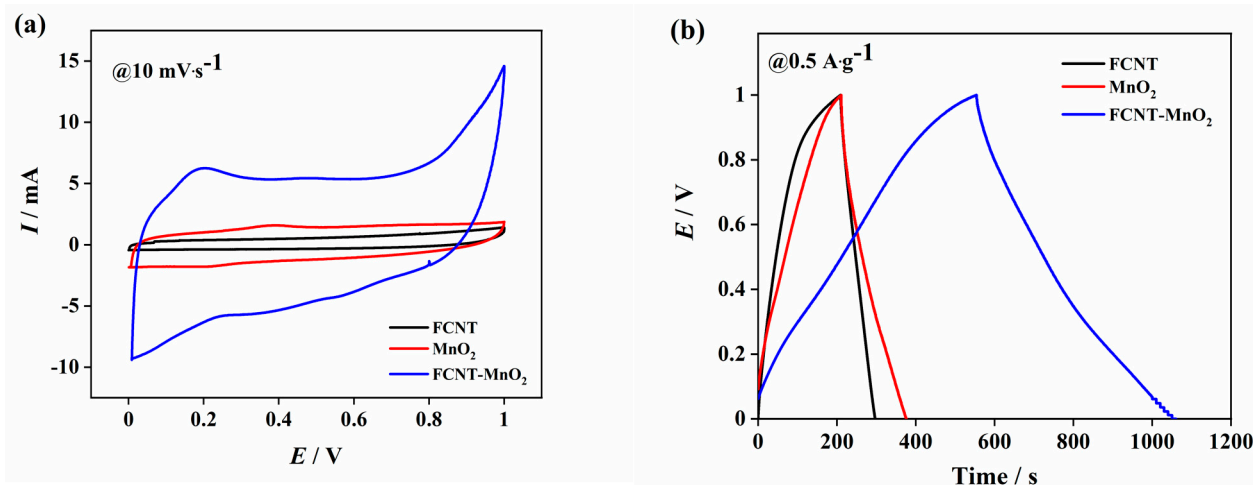 (a)
@10 mV·s⁻¹
15
10
5
0
-5
-10
I / mA
FCNT
MnO₂
FCNT-MnO₂
0
0.2
0.4
0.6
0.8
1
E / V
(b)
@0.5 A·g⁻¹
FCNT
MnO₂
FCNT-MnO₂
1
0.8
0.6
0.4
0.2
0
E / V
0
200
400
600
800
1000
1200
Time / s